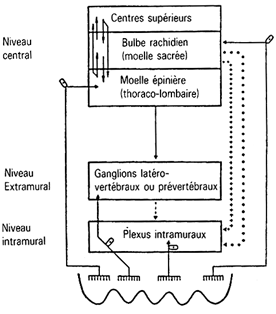 Centres supérieurs
Niveau
central
Bulbe rachidien
(moelle sacrée)
Moelle épinière
(thoraco-lombaire)
Niveau
Extramural
Ganglions latéro-
vertébraux ou prévertébraux
Niveau
intramural
Plexus intramuraux